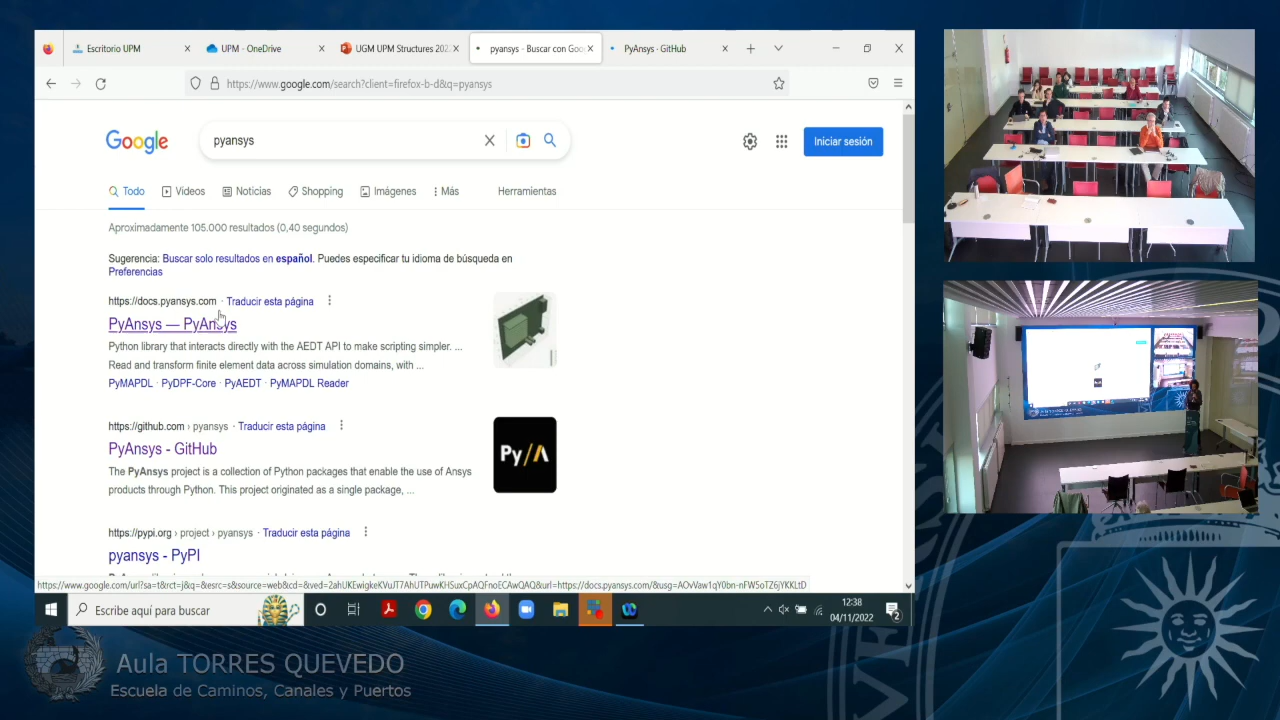 Escritorio UPM
UPM - OneDrive
UGM UPM Structures 202
pyansys - Buscar con Goo
PyAnsys · GitHub
https://www.google.com/search?client=firefox-b-d&q=pyansys
Google
pyansys
Iniciar sesión
Todo
Vídeos
Noticias
Shopping
Imágenes
Más
Herramientas
Aproximadamente 105.000 resultados (0,40 segundos)
Sugerencia: Buscar solo resultados en español. Puedes especificar tu idioma de búsqueda en
Preferencias
https://docs.pyansys.com · Traducir esta página
PyAnsys — PyAnsys
Python library that interacts directly with the AEDT API to make scripting simpler. ...
Read and transform finite element data across simulation domains, with ...
PyMAPDL · PyDPF-Core · PyAEDT · PyMAPDL Reader
https://github.com › pyansys · Traducir esta página
PyAnsys - GitHub
The PyAnsys project is a collection of Python packages that enable the use of Ansys
products through Python. This project originated as a single package, ...
Py/Λ
https://pypi.org › project › pyansys · Traducir esta página
pyansys - PyPI
Escribe aquí para buscar
12:38
04/11/2022
2
Aula TORRES QUEVEDO
Escuela de Caminos, Canales y Puertos